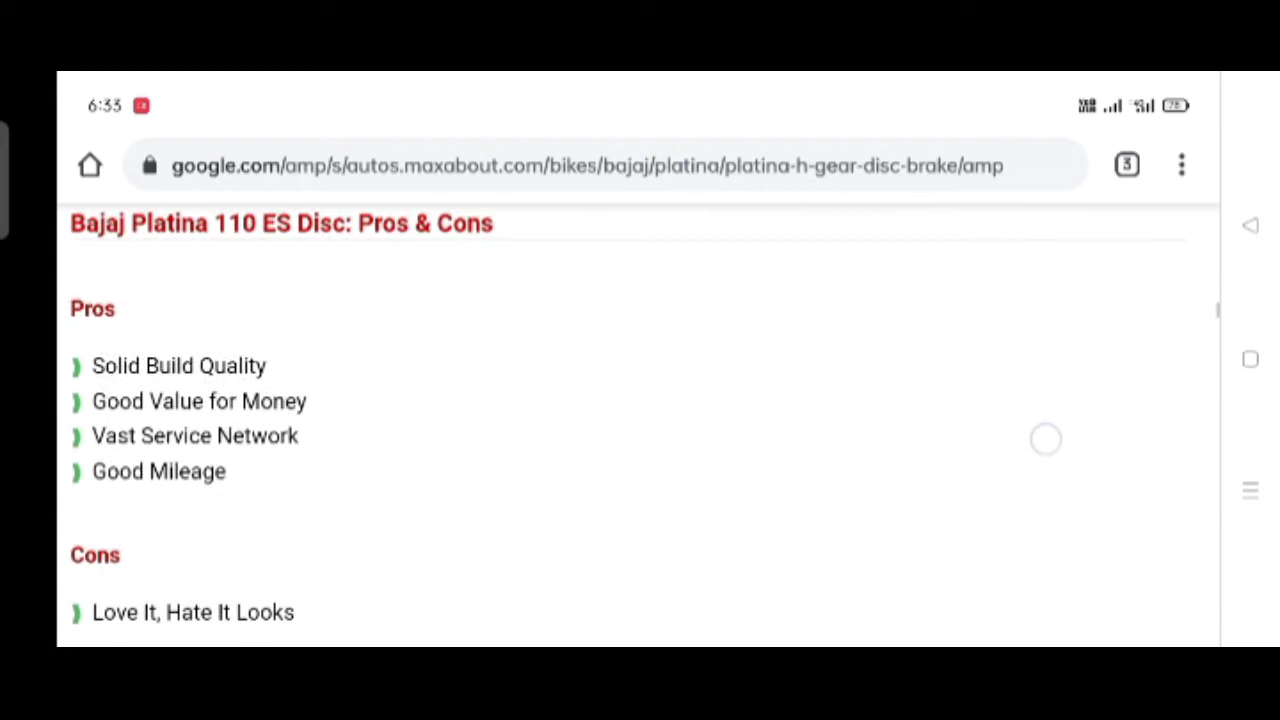 6:33
google.com/amp/s/autos.maxabout.com/bikes/bajaj/platina/platina-h-gear-disc-brake/amp
3
Bajaj Platina 110 ES Disc: Pros & Cons
Pros
Solid Build Quality
Good Value for Money
Vast Service Network
Good Mileage
Cons
Love It, Hate It Looks